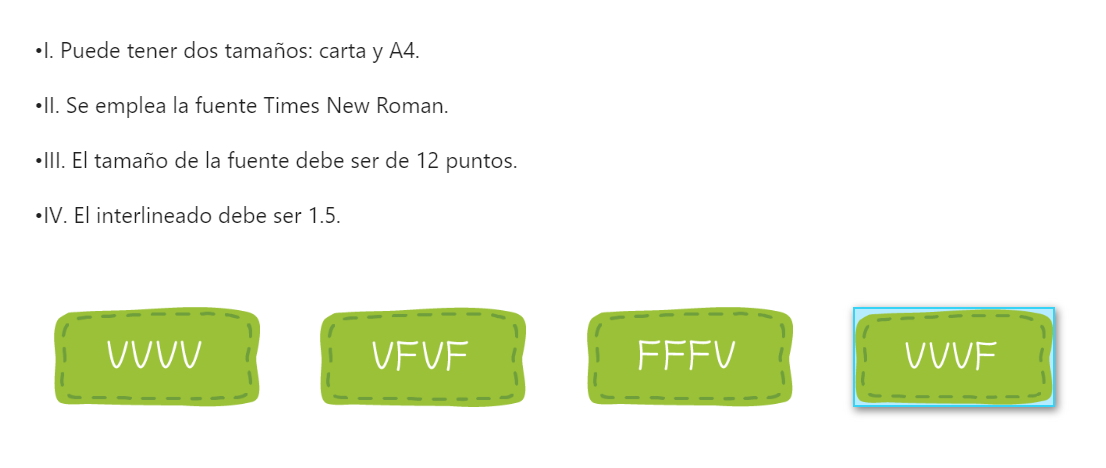 •I. Puede tener dos tamaños: carta y A4.
•II. Se emplea la fuente Times New Roman.
•III. El tamaño de la fuente debe ser de 12 puntos.
•IV. El interlineado debe ser 1.5.
VVVV VFVF FFFV VVVF